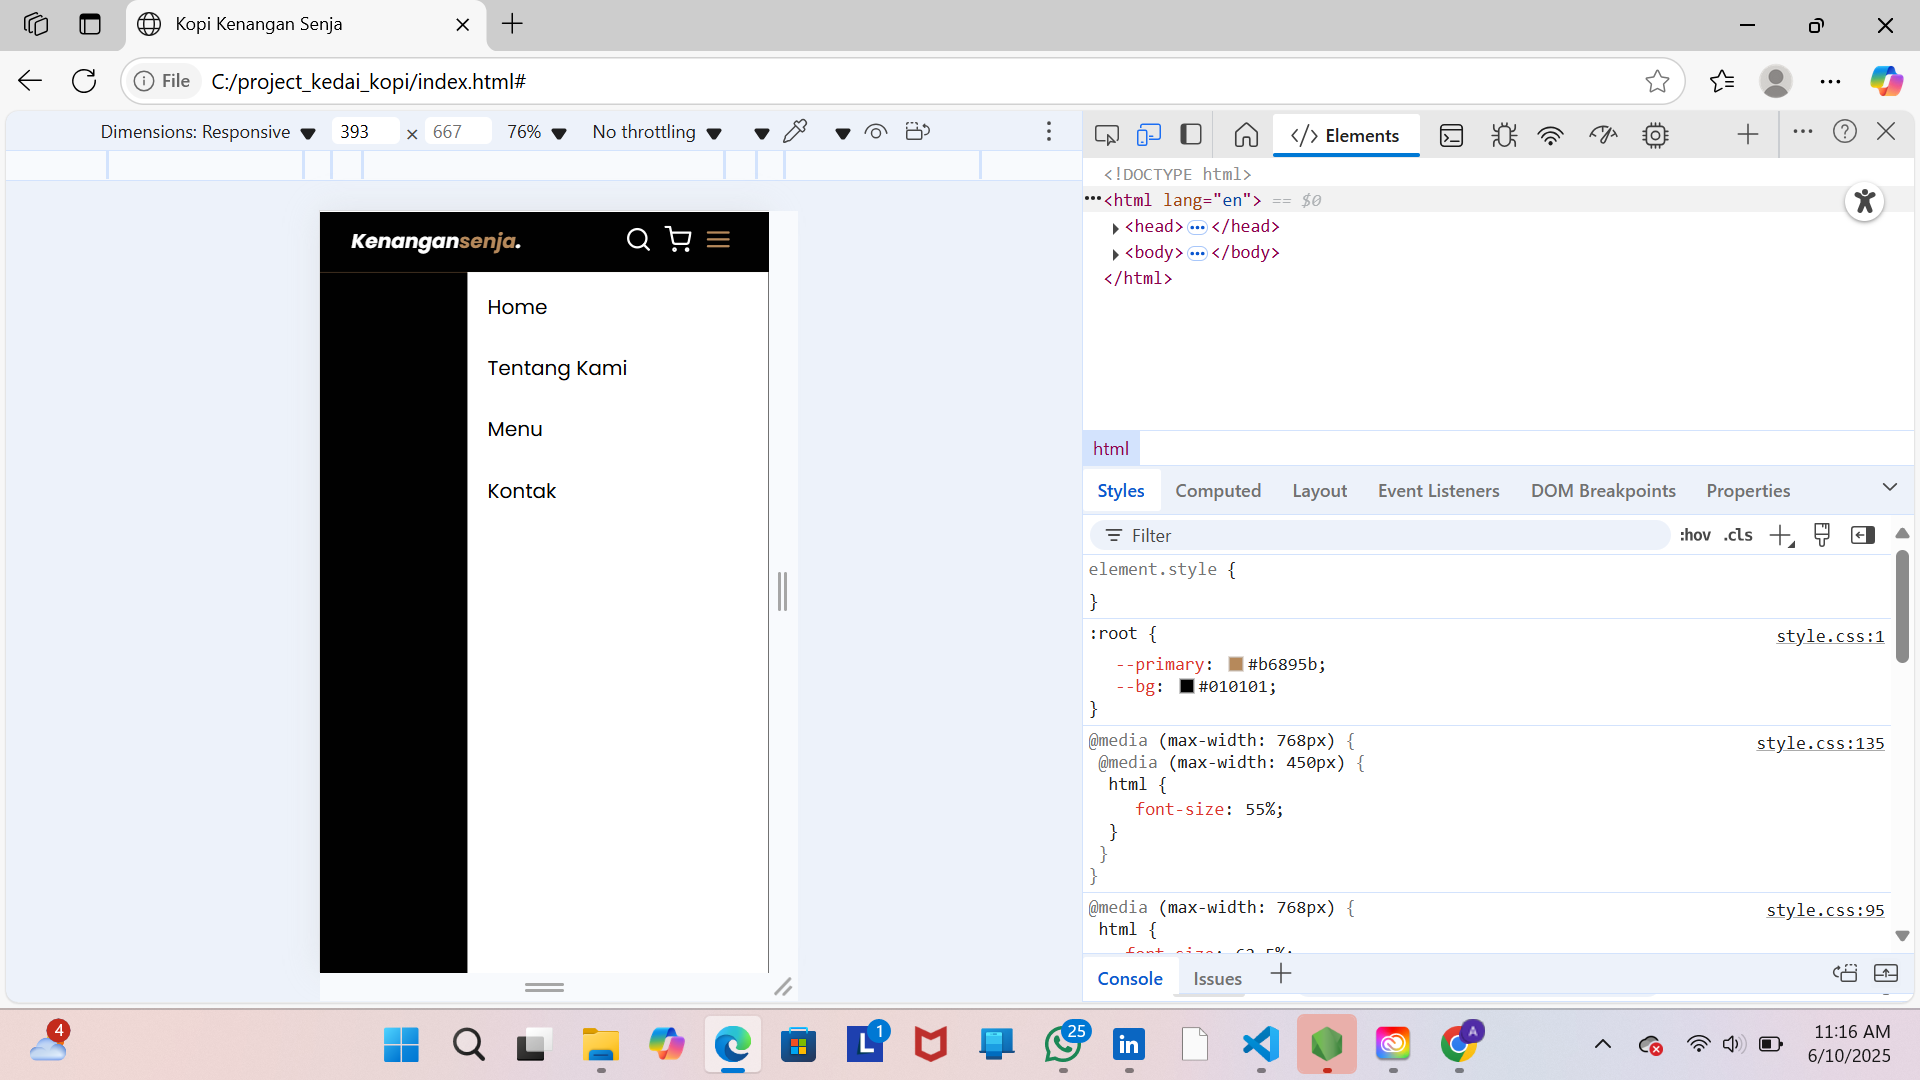 Kopi Kenangan Senja
File C:/project_kedai_kopi/index.html#
Dimensions: Responsive 393 × 667 76% No throttling
Elements
Kenangansenja.
Home
Tentang Kami
Menu
Kontak
<!DOCTYPE html>
<html lang="en"> == $0
<head> </head>
<body> </body>
</html>
html
Styles Computed Layout Event Listeners DOM Breakpoints Properties
Filter :hov .cls
element.style {
}
:root { style.css:1
--primary: #b6895b;
--bg: #010101;
}
@media (max-width: 768px) { style.css:135
@media (max-width: 450px) {
html {
font-size: 55%;
}
}
}
@media (max-width: 768px) { style.css:95
html {
font-size: 62.5%;
Console Issues
4
1
25
A
11:16 AM
6/10/2025